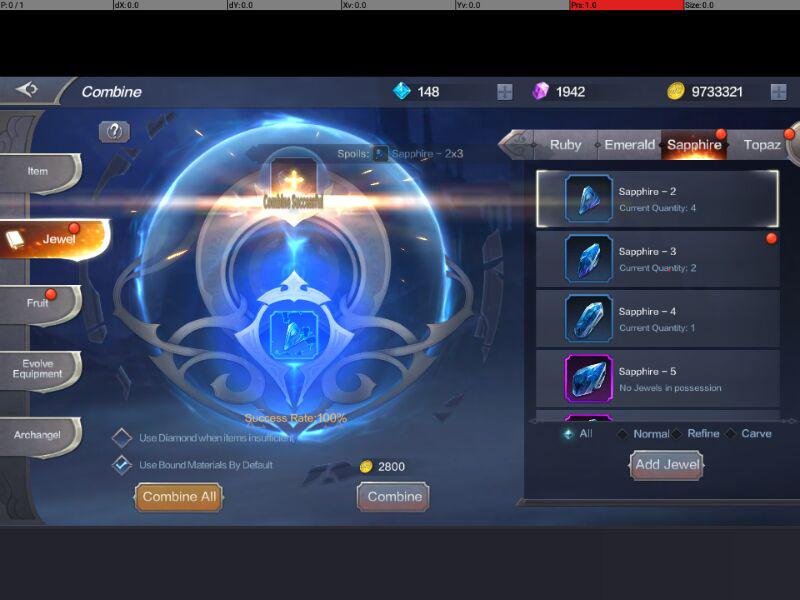 P: 0 / 1 dX: 0.0 dY: 0.0 Xv: 0.0 Yv: 0.0 Prs: 1.0 Size: 0.0
Combine 148 1942 9733321
Spoils: Sapphire - 2x3
Ruby Emerald Sapphire Topaz
Item
Combine Successful
Sapphire - 2
Current Quantity: 4
Jewel
Sapphire - 3
Current Quantity: 2
Fruit
Sapphire - 4
Current Quantity: 1
Evolve
Equipment
Sapphire - 5
No Jewels in possession
Success Rate:100%
Archangel
Use Diamond when items insufficient
All Normal Refine Carve
Use Bound Materials By Default
2800
Add Jewel
Combine All Combine